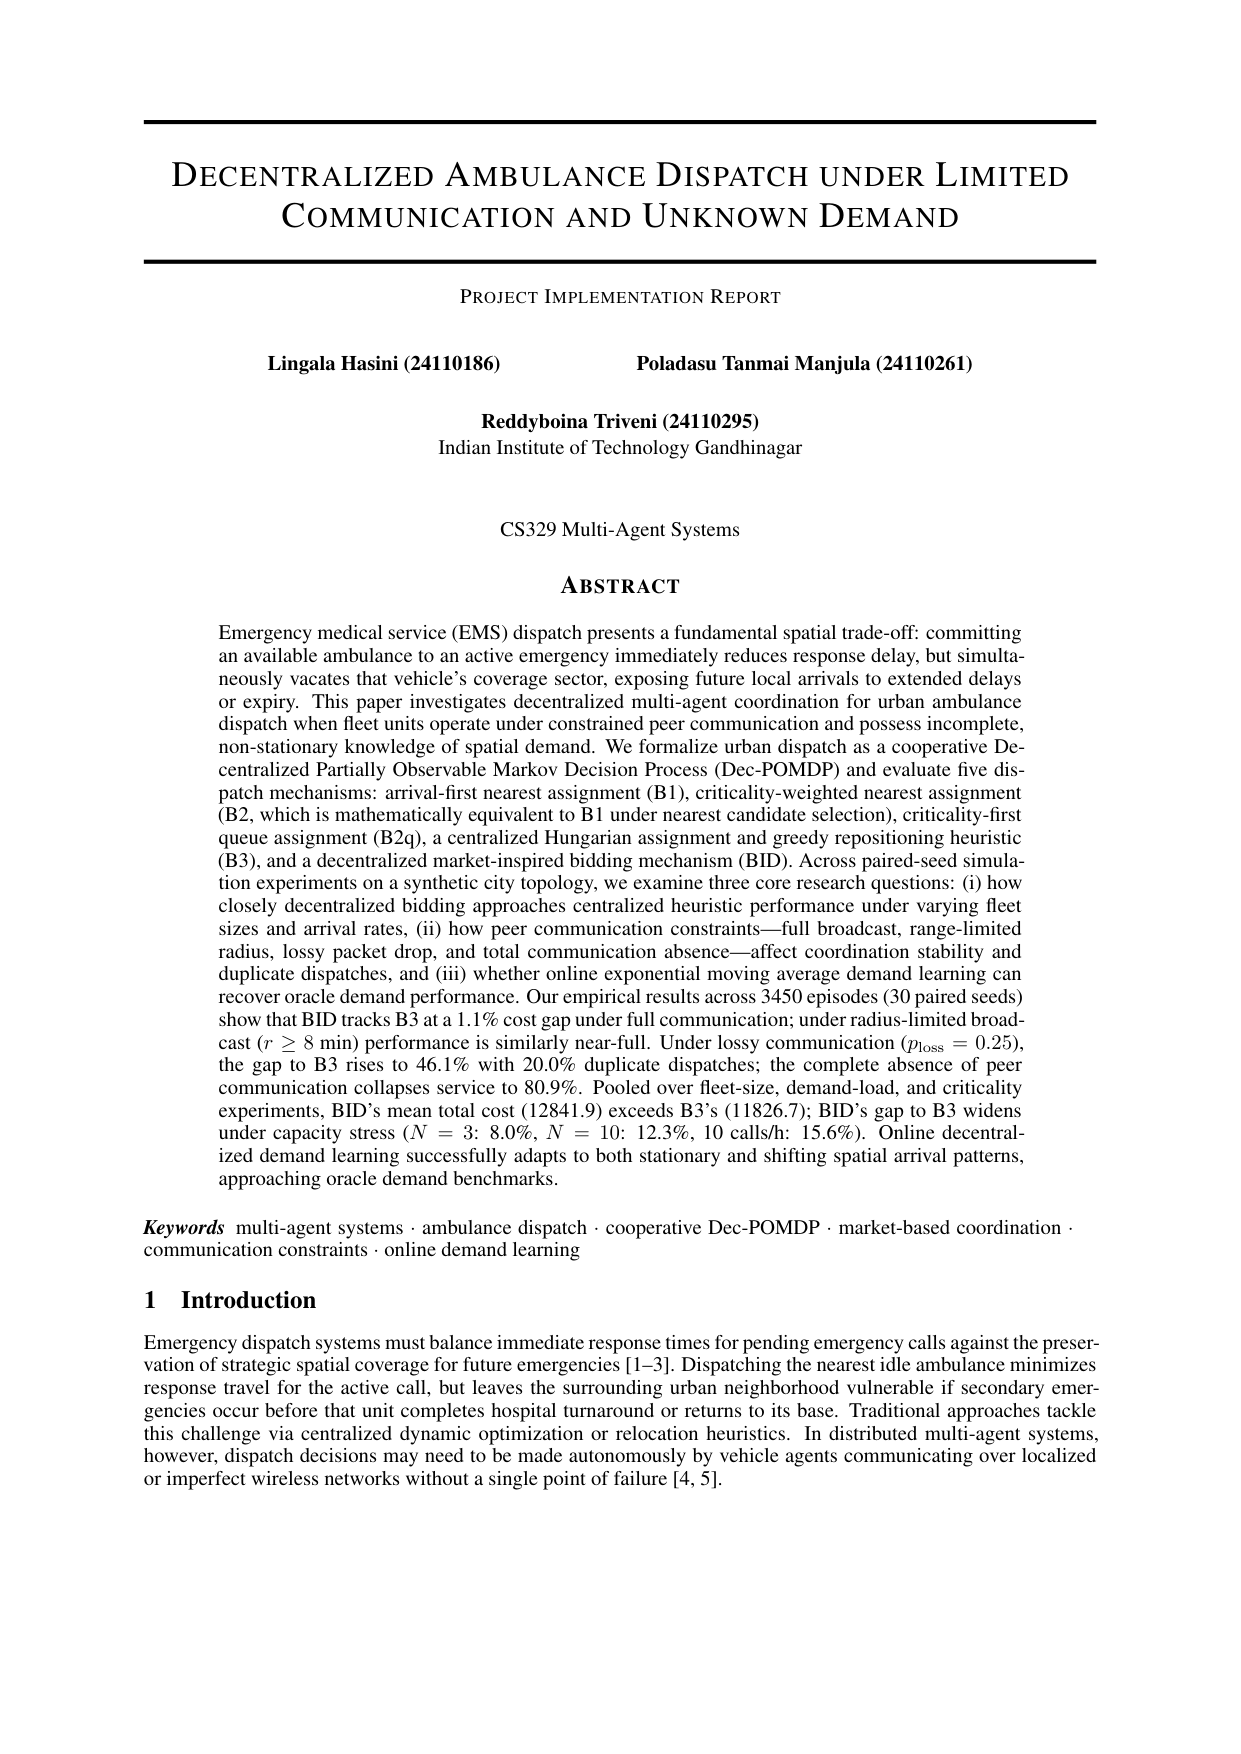 DECENTRALIZED AMBULANCE DISPATCH UNDER LIMITED
COMMUNICATION AND UNKNOWN DEMAND
PROJECT IMPLEMENTATION REPORT
Lingala Hasini (24110186) Poladasu Tanmai Manjula (24110261)
Reddyboina Triveni (24110295)
Indian Institute of Technology Gandhinagar
CS329 Multi-Agent Systems
ABSTRACT
Emergency medical service (EMS) dispatch presents a fundamental spatial trade-off: committing
an available ambulance to an active emergency immediately reduces response delay, but simulta-
neously vacates that vehicle's coverage sector, exposing future local arrivals to extended delays
or expiry. This paper investigates decentralized multi-agent coordination for urban ambulance
dispatch when fleet units operate under constrained peer communication and possess incomplete,
non-stationary knowledge of spatial demand. We formalize urban dispatch as a cooperative De-
centralized Partially Observable Markov Decision Process (Dec-POMDP) and evaluate five dis-
patch mechanisms: arrival-first nearest assignment (B1), criticality-weighted nearest assignment
(B2, which is mathematically equivalent to B1 under nearest candidate selection), criticality-first
queue assignment (B2q), a centralized Hungarian assignment and greedy repositioning heuristic
(B3), and a decentralized market-inspired bidding mechanism (BID). Across paired-seed simula-
tion experiments on a synthetic city topology, we examine three core research questions: (i) how
closely decentralized bidding approaches centralized heuristic performance under varying fleet
sizes and arrival rates, (ii) how peer communication constraints—full broadcast, range-limited
radius, lossy packet drop, and total communication absence—affect coordination stability and
duplicate dispatches, and (iii) whether online exponential moving average demand learning can
recover oracle demand performance. Our empirical results across 3450 episodes (30 paired seeds)
show that BID tracks B3 at a 1.1% cost gap under full communication; under radius-limited broad-
cast (r ≥ 8 min) performance is similarly near-full. Under lossy communication (p_loss = 0.25),
the gap to B3 rises to 46.1% with 20.0% duplicate dispatches; the complete absence of peer
communication collapses service to 80.9%. Pooled over fleet-size, demand-load, and criticality
experiments, BID's mean total cost (12841.9) exceeds B3's (11826.7); BID's gap to B3 widens
under capacity stress (N = 3: 8.0%, N = 10: 12.3%, 10 calls/h: 15.6%). Online decentral-
ized demand learning successfully adapts to both stationary and shifting spatial arrival patterns,
approaching oracle demand benchmarks.
Keywords multi-agent systems · ambulance dispatch · cooperative Dec-POMDP · market-based coordination ·
communication constraints · online demand learning
1 Introduction
Emergency dispatch systems must balance immediate response times for pending emergency calls against the preser-
vation of strategic spatial coverage for future emergencies [1–3]. Dispatching the nearest idle ambulance minimizes
response travel for the active call, but leaves the surrounding urban neighborhood vulnerable if secondary emer-
gencies occur before that unit completes hospital turnaround or returns to its base. Traditional approaches tackle
this challenge via centralized dynamic optimization or relocation heuristics. In distributed multi-agent systems,
however, dispatch decisions may need to be made autonomously by vehicle agents communicating over localized
or imperfect wireless networks without a single point of failure [4, 5].